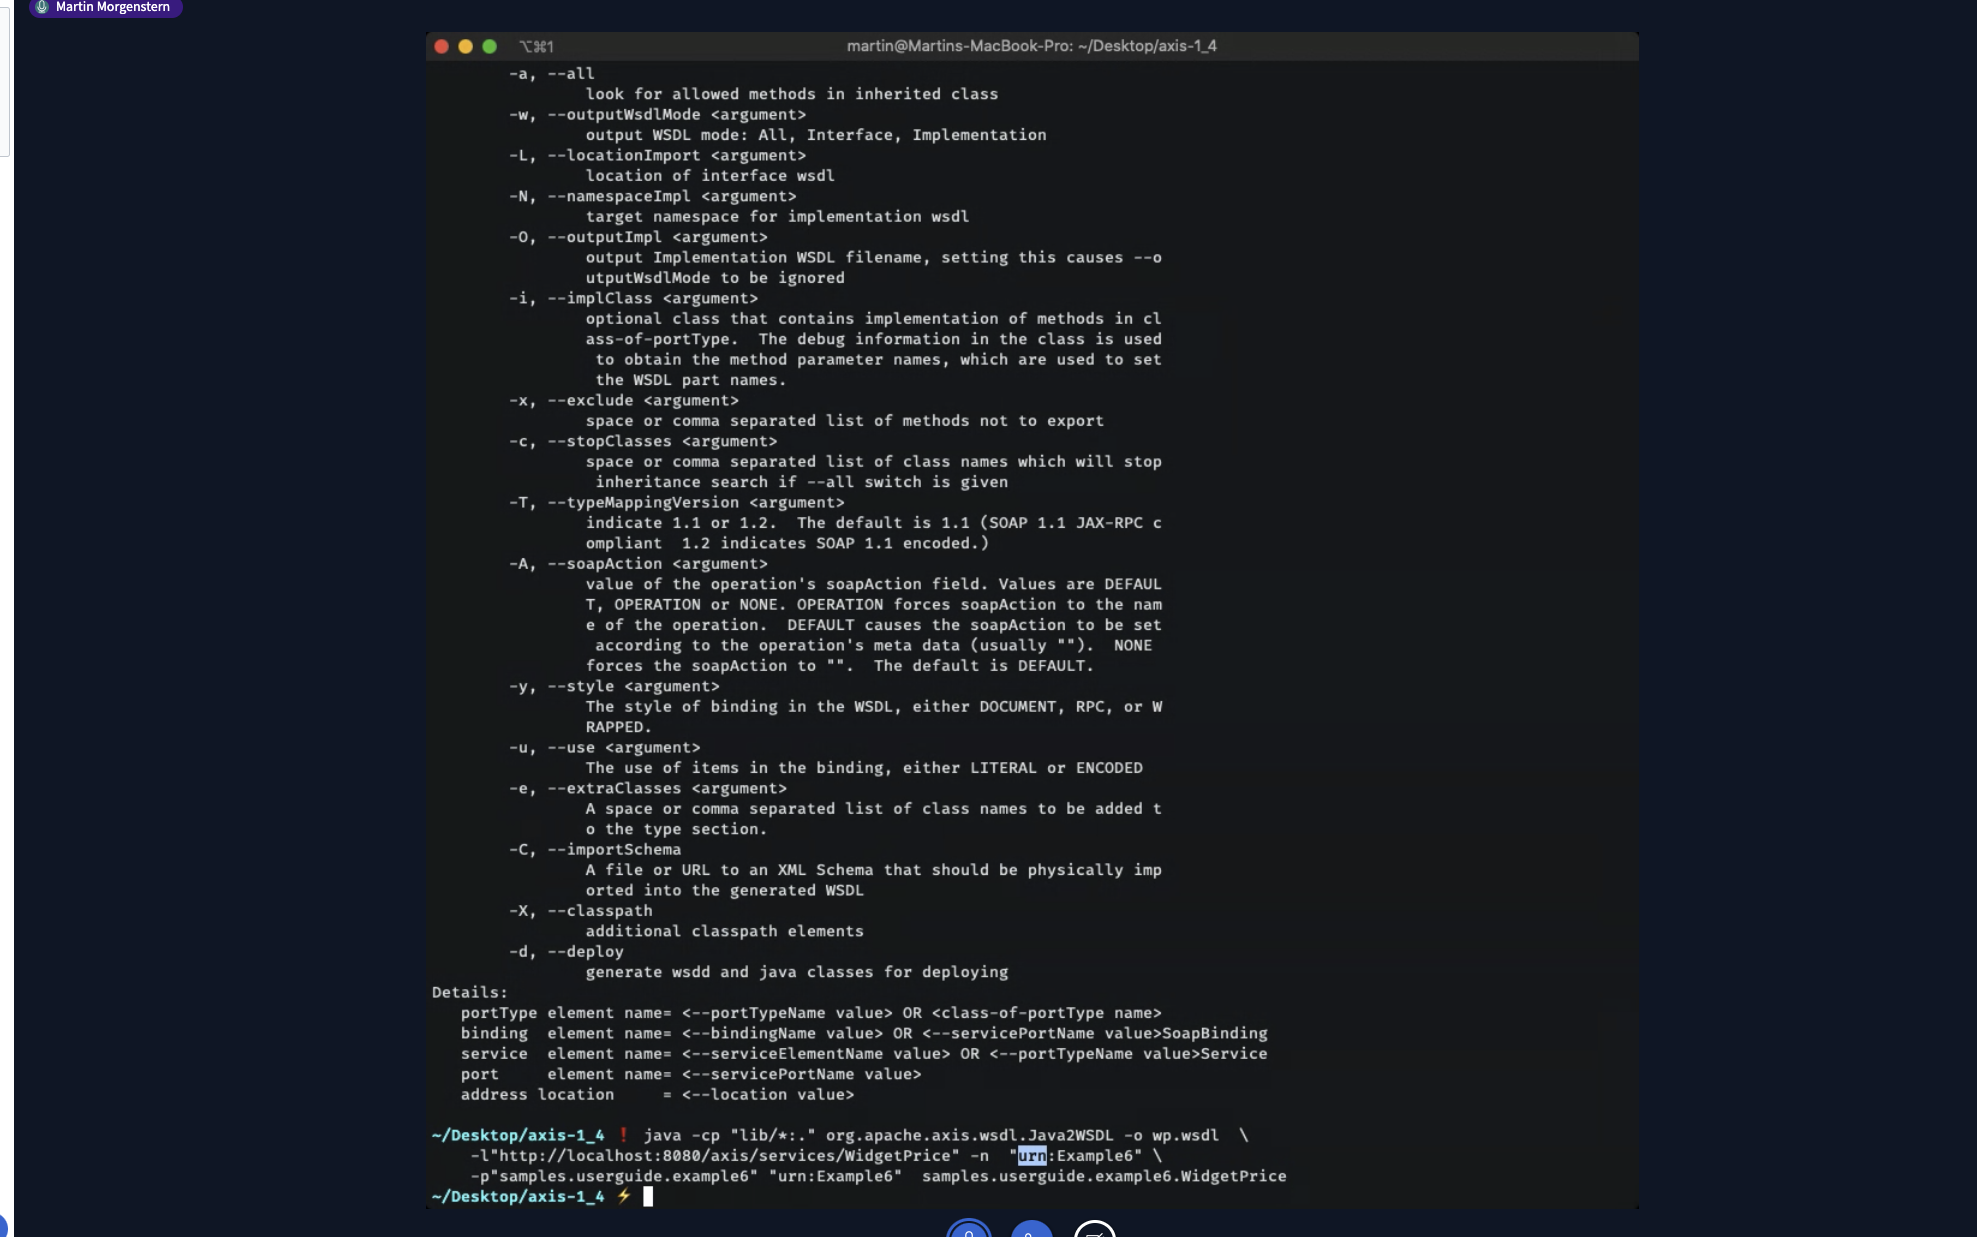 Martin Morgenstern
⌥⌘1
martin@Martins-MacBook-Pro: ~/Desktop/axis-1_4
-a, --all
look for allowed methods in inherited class
-w, --outputWsdlMode <argument>
output WSDL mode: All, Interface, Implementation
-L, --locationImport <argument>
location of interface wsdl
-N, --namespaceImpl <argument>
target namespace for implementation wsdl
-O, --outputImpl <argument>
output Implementation WSDL filename, setting this causes --o
utputWsdlMode to be ignored
-i, --implClass <argument>
optional class that contains implementation of methods in cl
ass-of-portType.  The debug information in the class is used
to obtain the method parameter names, which are used to set
the WSDL part names.
-x, --exclude <argument>
space or comma separated list of methods not to export
-c, --stopClasses <argument>
space or comma separated list of class names which will stop
inheritance search if --all switch is given
-T, --typeMappingVersion <argument>
indicate 1.1 or 1.2.  The default is 1.1 (SOAP 1.1 JAX-RPC c
ompliant  1.2 indicates SOAP 1.1 encoded.)
-A, --soapAction <argument>
value of the operation's soapAction field. Values are DEFAUL
T, OPERATION or NONE. OPERATION forces soapAction to the nam
e of the operation.  DEFAULT causes the soapAction to be set
according to the operation's meta data (usually "").  NONE
forces the soapAction to "".  The default is DEFAULT.
-y, --style <argument>
The style of binding in the WSDL, either DOCUMENT, RPC, or W
RAPPED.
-u, --use <argument>
The use of items in the binding, either LITERAL or ENCODED
-e, --extraClasses <argument>
A space or comma separated list of class names to be added t
o the type section.
-C, --importSchema
A file or URL to an XML Schema that should be physically imp
orted into the generated WSDL
-X, --classpath
additional classpath elements
-d, --deploy
generate wsdd and java classes for deploying
Details:
portType element name= <--portTypeName value> OR <class-of-portType name>
binding  element name= <--bindingName value> OR <--servicePortName value>SoapBinding
service  element name= <--serviceElementName value> OR <--portTypeName value>Service
port     element name= <--servicePortName value>
address location     = <--location value>
~/Desktop/axis-1_4 ❗ java -cp "lib/*:." org.apache.axis.wsdl.Java2WSDL -o wp.wsdl  \
-l"http://localhost:8080/axis/services/WidgetPrice" -n  "urn:Example6" \
-p"samples.userguide.example6" "urn:Example6"  samples.userguide.example6.WidgetPrice
~/Desktop/axis-1_4 ⚡